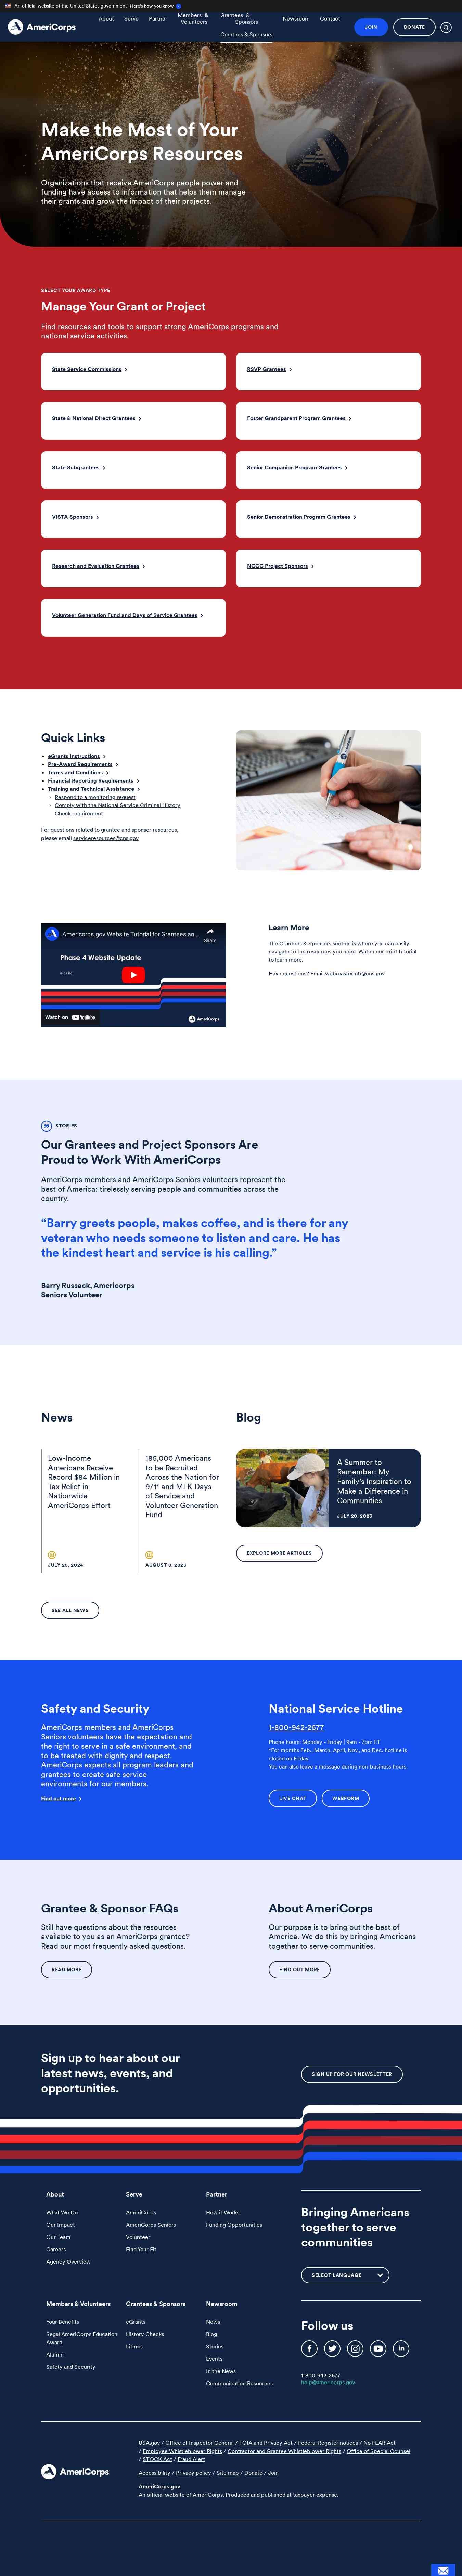 An official website of the United States government Here's how you know
AmeriCorps
About Serve Partner Members & Volunteers Grantees & Sponsors Newsroom Contact JOIN DONATE
Grantees & Sponsors
Make the Most of Your
AmeriCorps Resources
Organizations that receive AmeriCorps people power and
funding have access to information that helps them manage
their grants and grow the impact of their projects.
SELECT YOUR AWARD TYPE
Manage Your Grant or Project
Find resources and tools to support strong AmeriCorps programs and
national service activities.
State Service Commissions
RSVP Grantees
State & National Direct Grantees
Foster Grandparent Program Grantees
State Subgrantees
Senior Companion Program Grantees
VISTA Sponsors
Senior Demonstration Program Grantees
Research and Evaluation Grantees
NCCC Project Sponsors
Volunteer Generation Fund and Days of Service Grantees
Quick Links
eGrants Instructions
Pre-Award Requirements
Terms and Conditions
Financial Reporting Requirements
Training and Technical Assistance
Respond to a monitoring request
Comply with the National Service Criminal History
Check requirement
For questions related to grantee and sponsor resources,
please email serviceresources@cns.gov
Americorps.gov Website Tutorial for Grantees an...
Share
Phase 4 Website Update
Watch on YouTube
AmeriCorps
Learn More
The Grantees & Sponsors section is where you can easily
navigate to the resources you need. Watch our brief tutorial
to learn more.
Have questions? Email webmastermb@cns.gov.
STORIES
Our Grantees and Project Sponsors Are
Proud to Work With AmeriCorps
AmeriCorps members and AmeriCorps Seniors volunteers represent the
best of America: tirelessly serving people and communities across the
country.
“Barry greets people, makes coffee, and is there for any
veteran who needs someone to listen and care. He has
the kindest heart and service is his calling.”
Barry Russack, Americorps
Seniors Volunteer
News
Low-Income
Americans Receive
Record $84 Million in
Tax Relief in
Nationwide
AmeriCorps Effort
JULY 20, 2024
185,000 Americans
to be Recruited
Across the Nation for
9/11 and MLK Days
of Service and
Volunteer Generation
Fund
AUGUST 8, 2023
SEE ALL NEWS
Blog
A Summer to
Remember: My
Family’s Inspiration to
Make a Difference in
Communities
JULY 20, 2023
EXPLORE MORE ARTICLES
Safety and Security
AmeriCorps members and AmeriCorps
Seniors volunteers have the expectation and
the right to serve in a safe environment, and
to be treated with dignity and respect.
AmeriCorps expects all program leaders and
grantees to create safe service
environments for our members.
Find out more
National Service Hotline
1-800-942-2677
Phone hours: Monday - Friday | 9am - 7pm ET
*For months Feb., March, April, Nov., and Dec. hotline is
closed on Friday
You can also leave a message during non-business hours.
LIVE CHAT WEBFORM
Grantee & Sponsor FAQs
Still have questions about the resources
available to you as an AmeriCorps grantee?
Read our most frequently asked questions.
READ MORE
About AmeriCorps
Our purpose is to bring out the best of
America. We do this by bringing Americans
together to serve communities.
FIND OUT MORE
Sign up to hear about our
latest news, events, and
opportunities.
SIGN UP FOR OUR NEWSLETTER
About
What We Do
Our Impact
Our Team
Careers
Agency Overview
Serve
AmeriCorps
AmeriCorps Seniors
Volunteer
Find Your Fit
Partner
How it Works
Funding Opportunities
Members & Volunteers
Your Benefits
Segal AmeriCorps Education
Award
Alumni
Safety and Security
Grantees & Sponsors
eGrants
History Checks
Litmos
Newsroom
News
Blog
Stories
Events
In the News
Communication Resources
Bringing Americans
together to serve
communities
SELECT LANGUAGE
Follow us
1-800-942-2677
help@americorps.gov
AmeriCorps
USA.gov / Office of Inspector General / FOIA and Privacy Act / Federal Register notices / No FEAR Act
/ Employee Whistleblower Rights / Contractor and Grantee Whistleblower Rights / Office of Special Counsel
/ STOCK Act / Fraud Alert
Accessibility / Privacy policy / Site map / Donate / Join
AmeriCorps.gov
An official website of AmeriCorps. Produced and published at taxpayer expense.